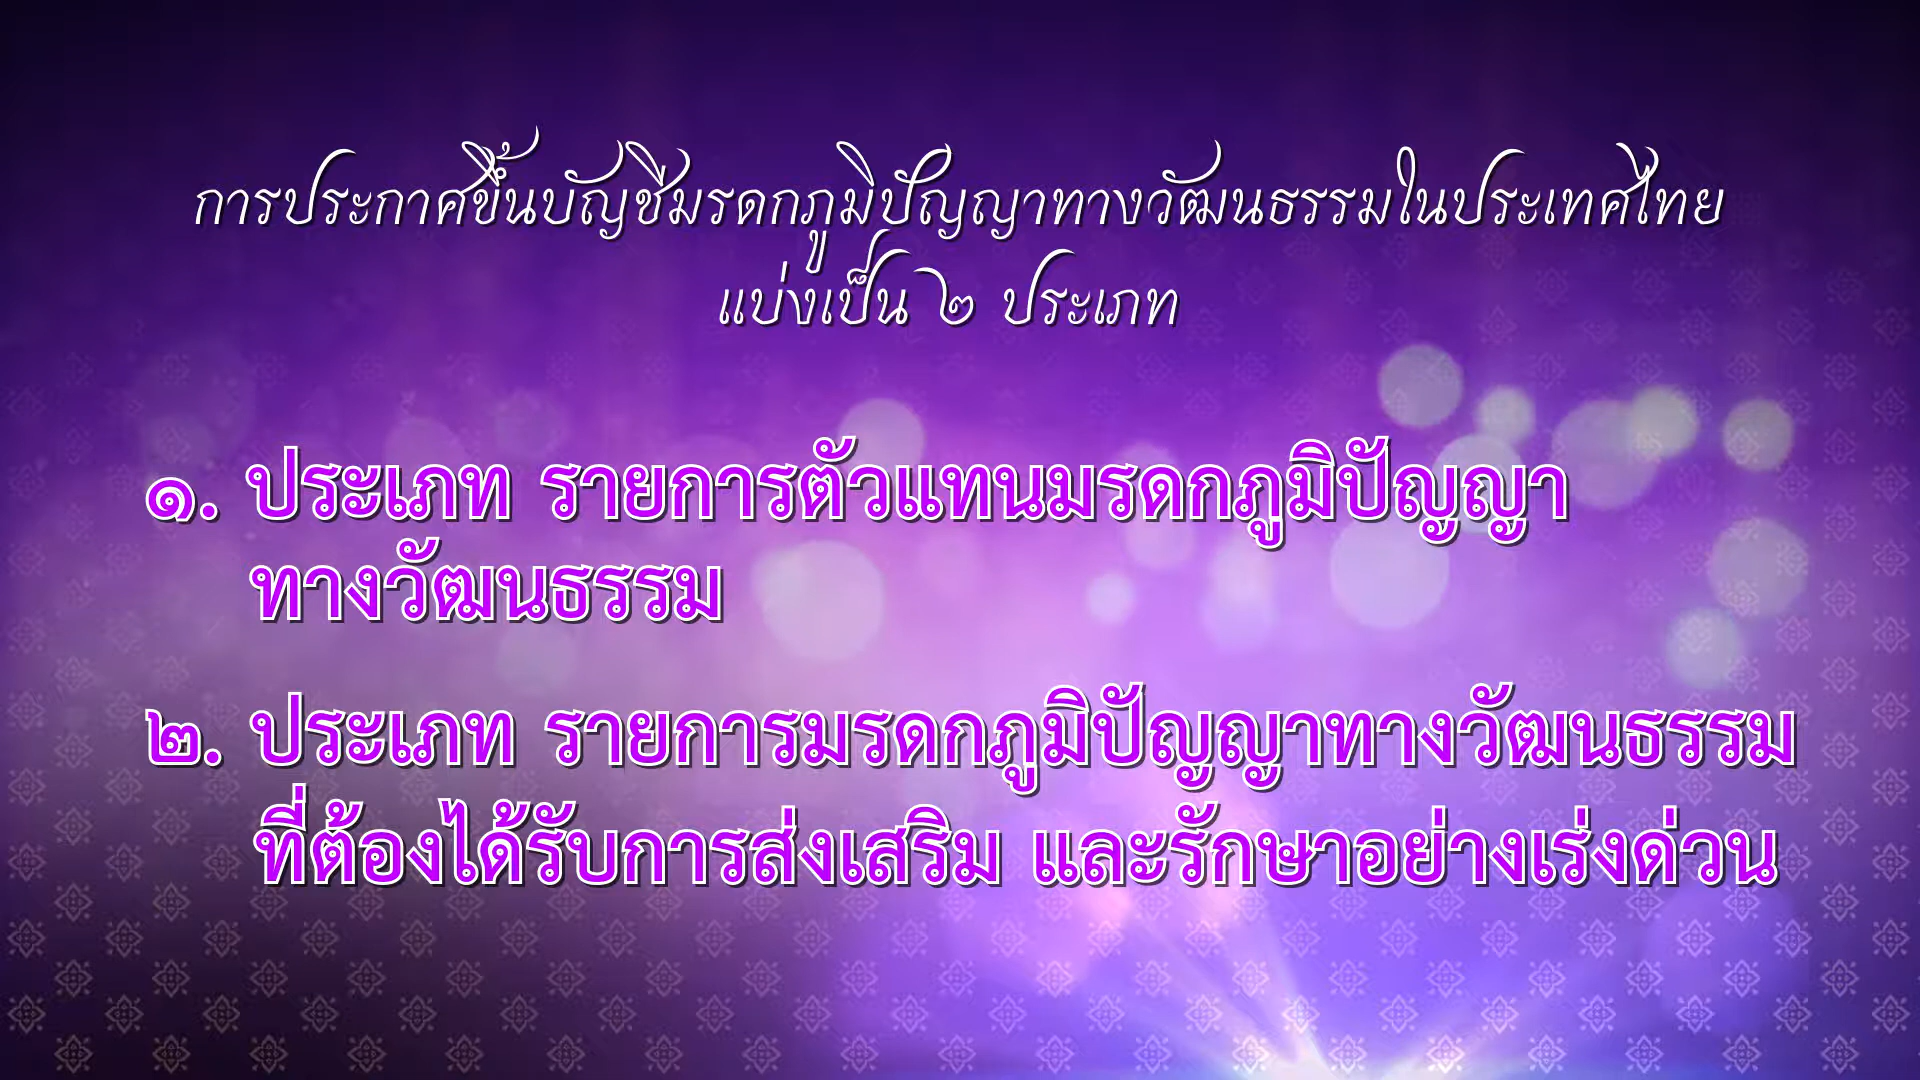 การประกาศขึ้นบัญชีมรดกภูมิปัญญาทางวัฒนธรรมในประเทศไทย
แบ่งเป็น ๒ ประเภท
๑. ประเภท รายการตัวแทนมรดกภูมิปัญญา
ทางวัฒนธรรม
๒. ประเภท รายการมรดกภูมิปัญญาทางวัฒนธรรม
ที่ต้องได้รับการส่งเสริม และรักษาอย่างเร่งด่วน